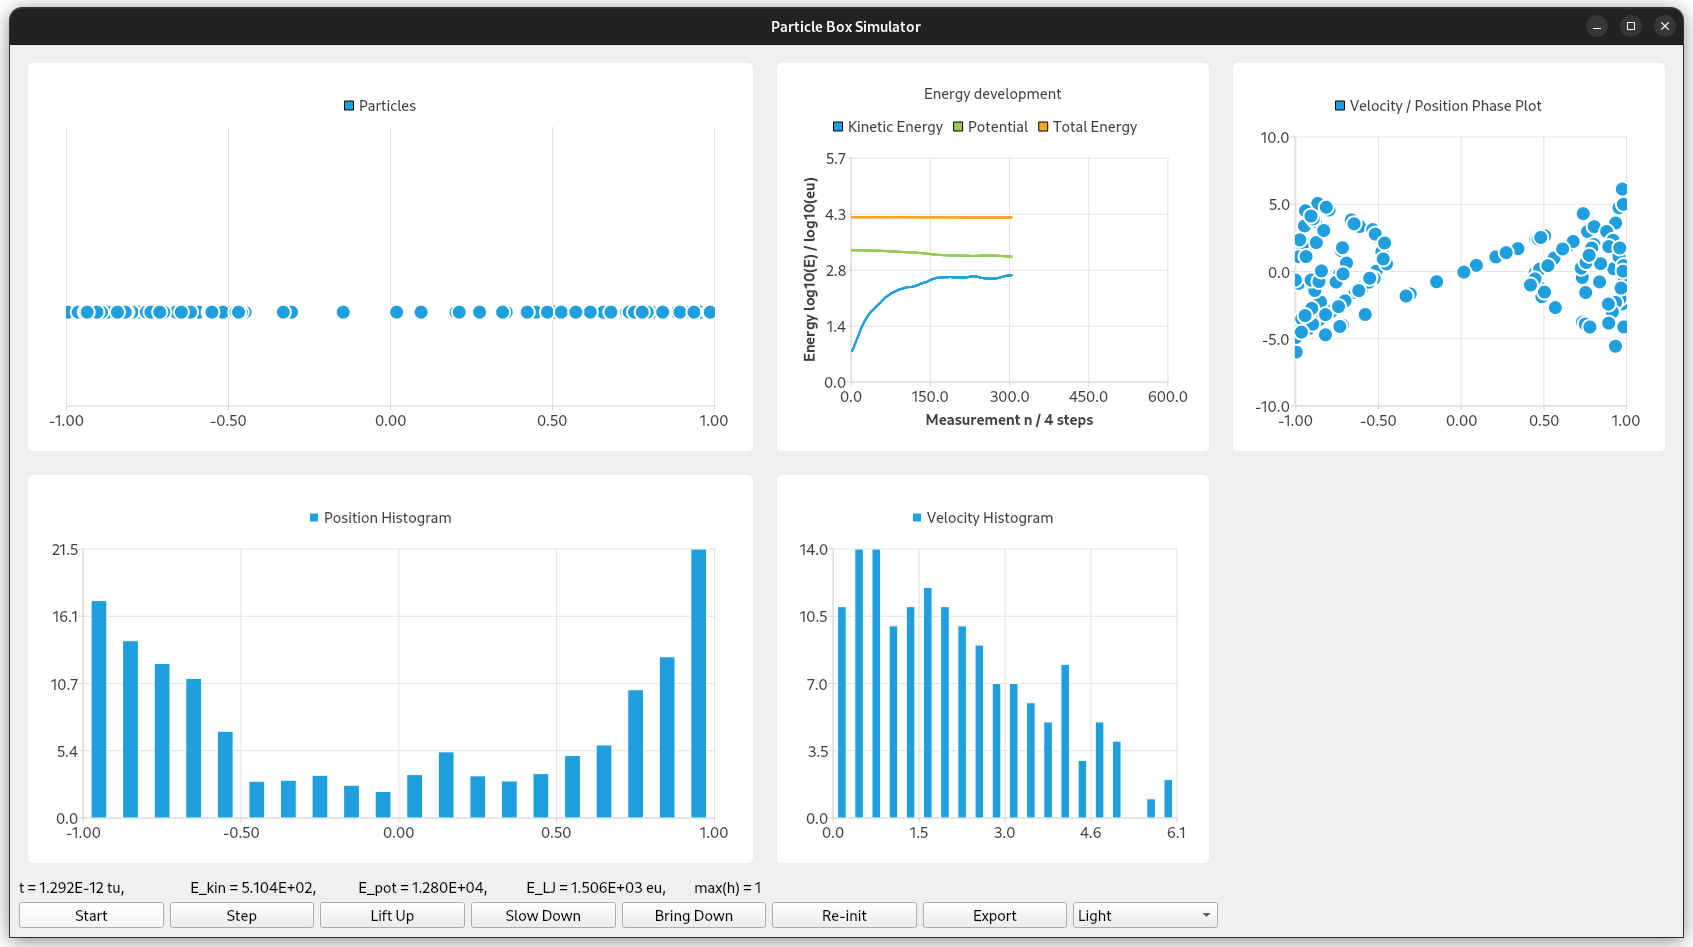 Particle Box Simulator
Particles
-1.00 -0.50 0.00 0.50 1.00
Energy development
Kinetic Energy Potential Total Energy
Energy log10(E) / log10(eu)
5.7
4.3
2.8
1.4
0.0
0.0 150.0 300.0 450.0 600.0
Measurement n / 4 steps
Velocity / Position Phase Plot
10.0
5.0
0.0
-5.0
-10.0
-1.00 -0.50 0.00 0.50 1.00
Position Histogram
21.5
16.1
10.7
5.4
0.0
-1.00 -0.50 0.00 0.50 1.00
Velocity Histogram
14.0
10.5
7.0
3.5
0.0
0.0 1.5 3.0 4.6 6.1
t = 1.292E-12 tu, E_kin = 5.104E+02, E_pot = 1.280E+04, E_LJ = 1.506E+03 eu, max(h) = 1
Start Step Lift Up Slow Down Bring Down Re-init Export Light